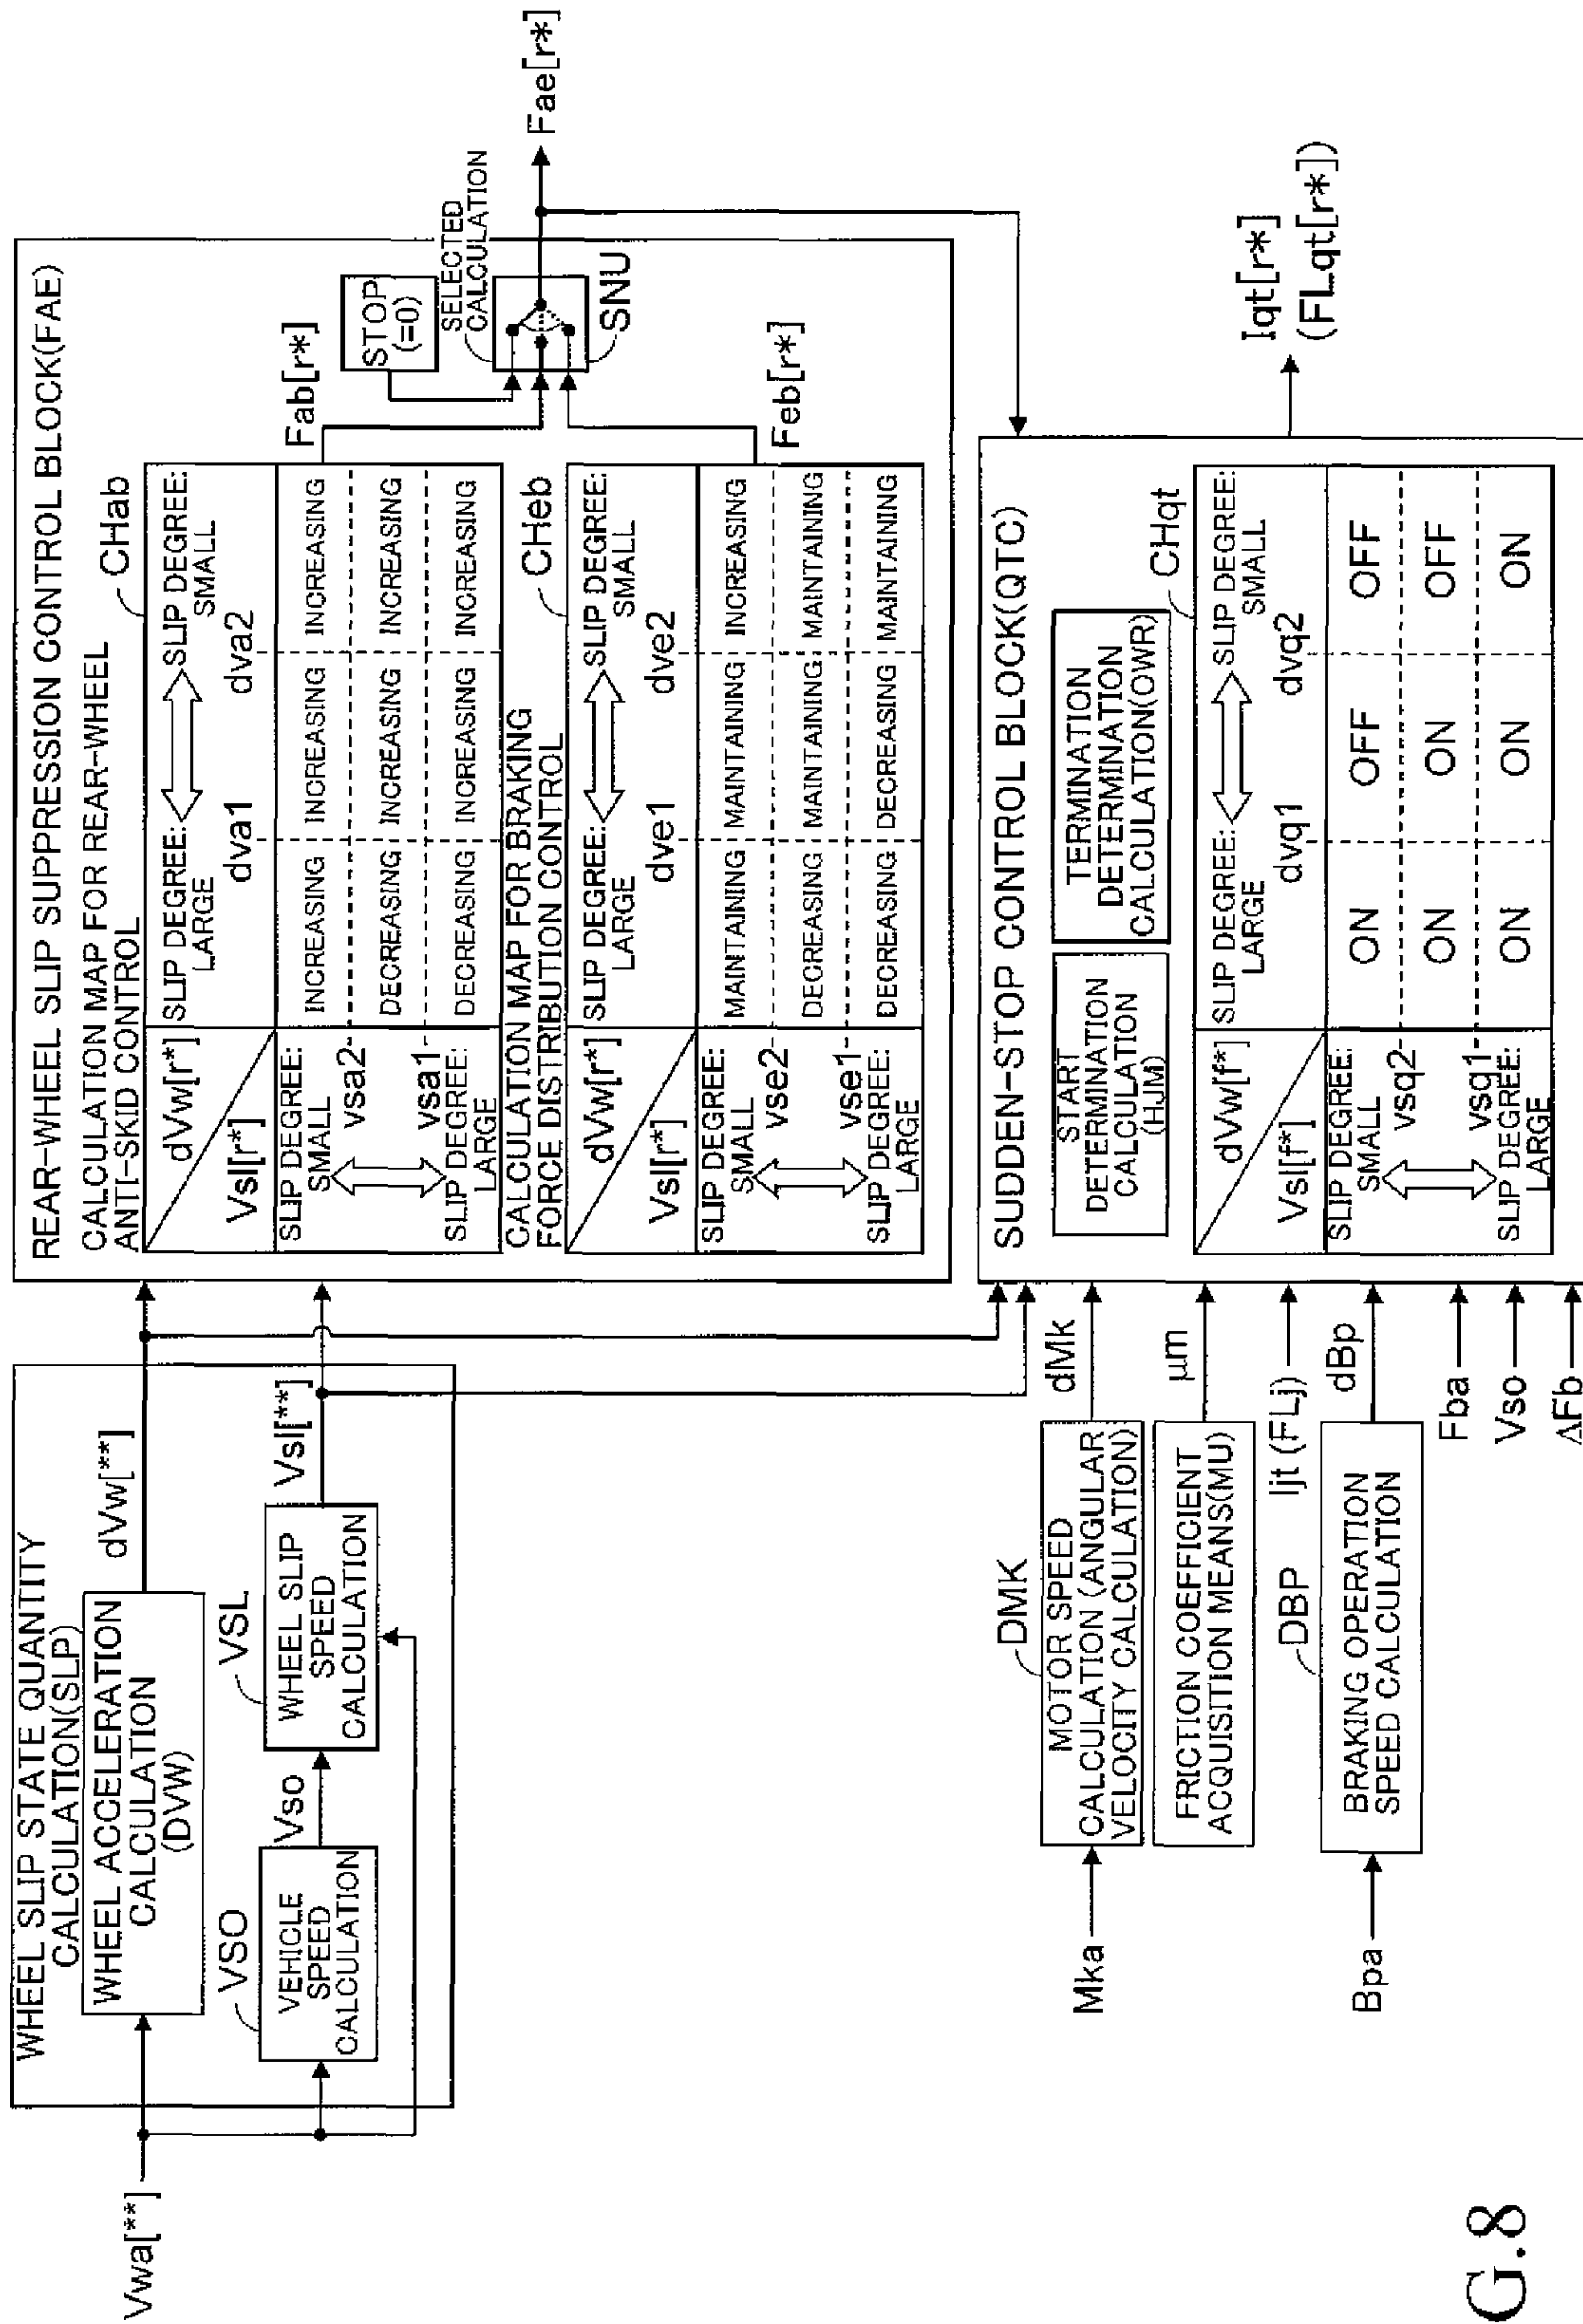 Vwa[**]
WHEEL SLIP STATE QUANTITY
CALCULATION(SLP)
WHEEL ACCELERATION
CALCULATION
(DVW)
dVw[**]
VSO
VEHICLE
SPEED
CALCULATION
Vso
VSL
WHEEL SLIP
SPEED
CALCULATION
Vsl[**]
REAR-WHEEL SLIP SUPPRESSION CONTROL BLOCK(FAE)
CALCULATION MAP FOR REAR-WHEEL
ANTI-SKID CONTROL
CHab
dVw[r*]
Vsl[r*]
SLIP DEGREE:
LARGE
SLIP DEGREE:
SMALL
dva1
dva2
SLIP DEGREE:
SMALL
vsa2
vsa1
SLIP DEGREE:
LARGE
INCREASING INCREASING INCREASING
DECREASING INCREASING INCREASING
DECREASING INCREASING INCREASING
Fab[r*]
STOP
(=0)
SELECTED
CALCULATION
SNU
Fae[r*]
CALCULATION MAP FOR BRAKING
FORCE DISTRIBUTION CONTROL
CHeb
dVw[r*]
Vsl[r*]
SLIP DEGREE:
LARGE
SLIP DEGREE:
SMALL
dve1
dve2
SLIP DEGREE:
SMALL
vse2
vse1
SLIP DEGREE:
LARGE
MAINTAINING MAINTAINING INCREASING
DECREASING MAINTAINING MAINTAINING
DECREASING DECREASING MAINTAINING
Feb[r*]
SUDDEN-STOP CONTROL BLOCK(QTC)
START
DETERMINATION
CALCULATION
(HJM)
TERMINATION
DETERMINATION
CALCULATION(OWR)
CHqt
dVw[f*]
Vsl[f*]
SLIP DEGREE:
LARGE
SLIP DEGREE:
SMALL
dvq1
dvq2
SLIP DEGREE:
SMALL
vsq2
vsq1
SLIP DEGREE:
LARGE
ON OFF OFF
ON ON OFF
ON ON ON
Iqt[r*]
(FLqt[r*])
Mka
DMK
MOTOR SPEED
CALCULATION (ANGULAR
VELOCITY CALCULATION)
dMk
FRICTION COEFFICIENT
ACQUISITION MEANS(MU)
μm
Ijt (FLj)
Bpa
DBP
BRAKING OPERATION
SPEED CALCULATION
dBp
Fba
Vso
ΔFb
G.8